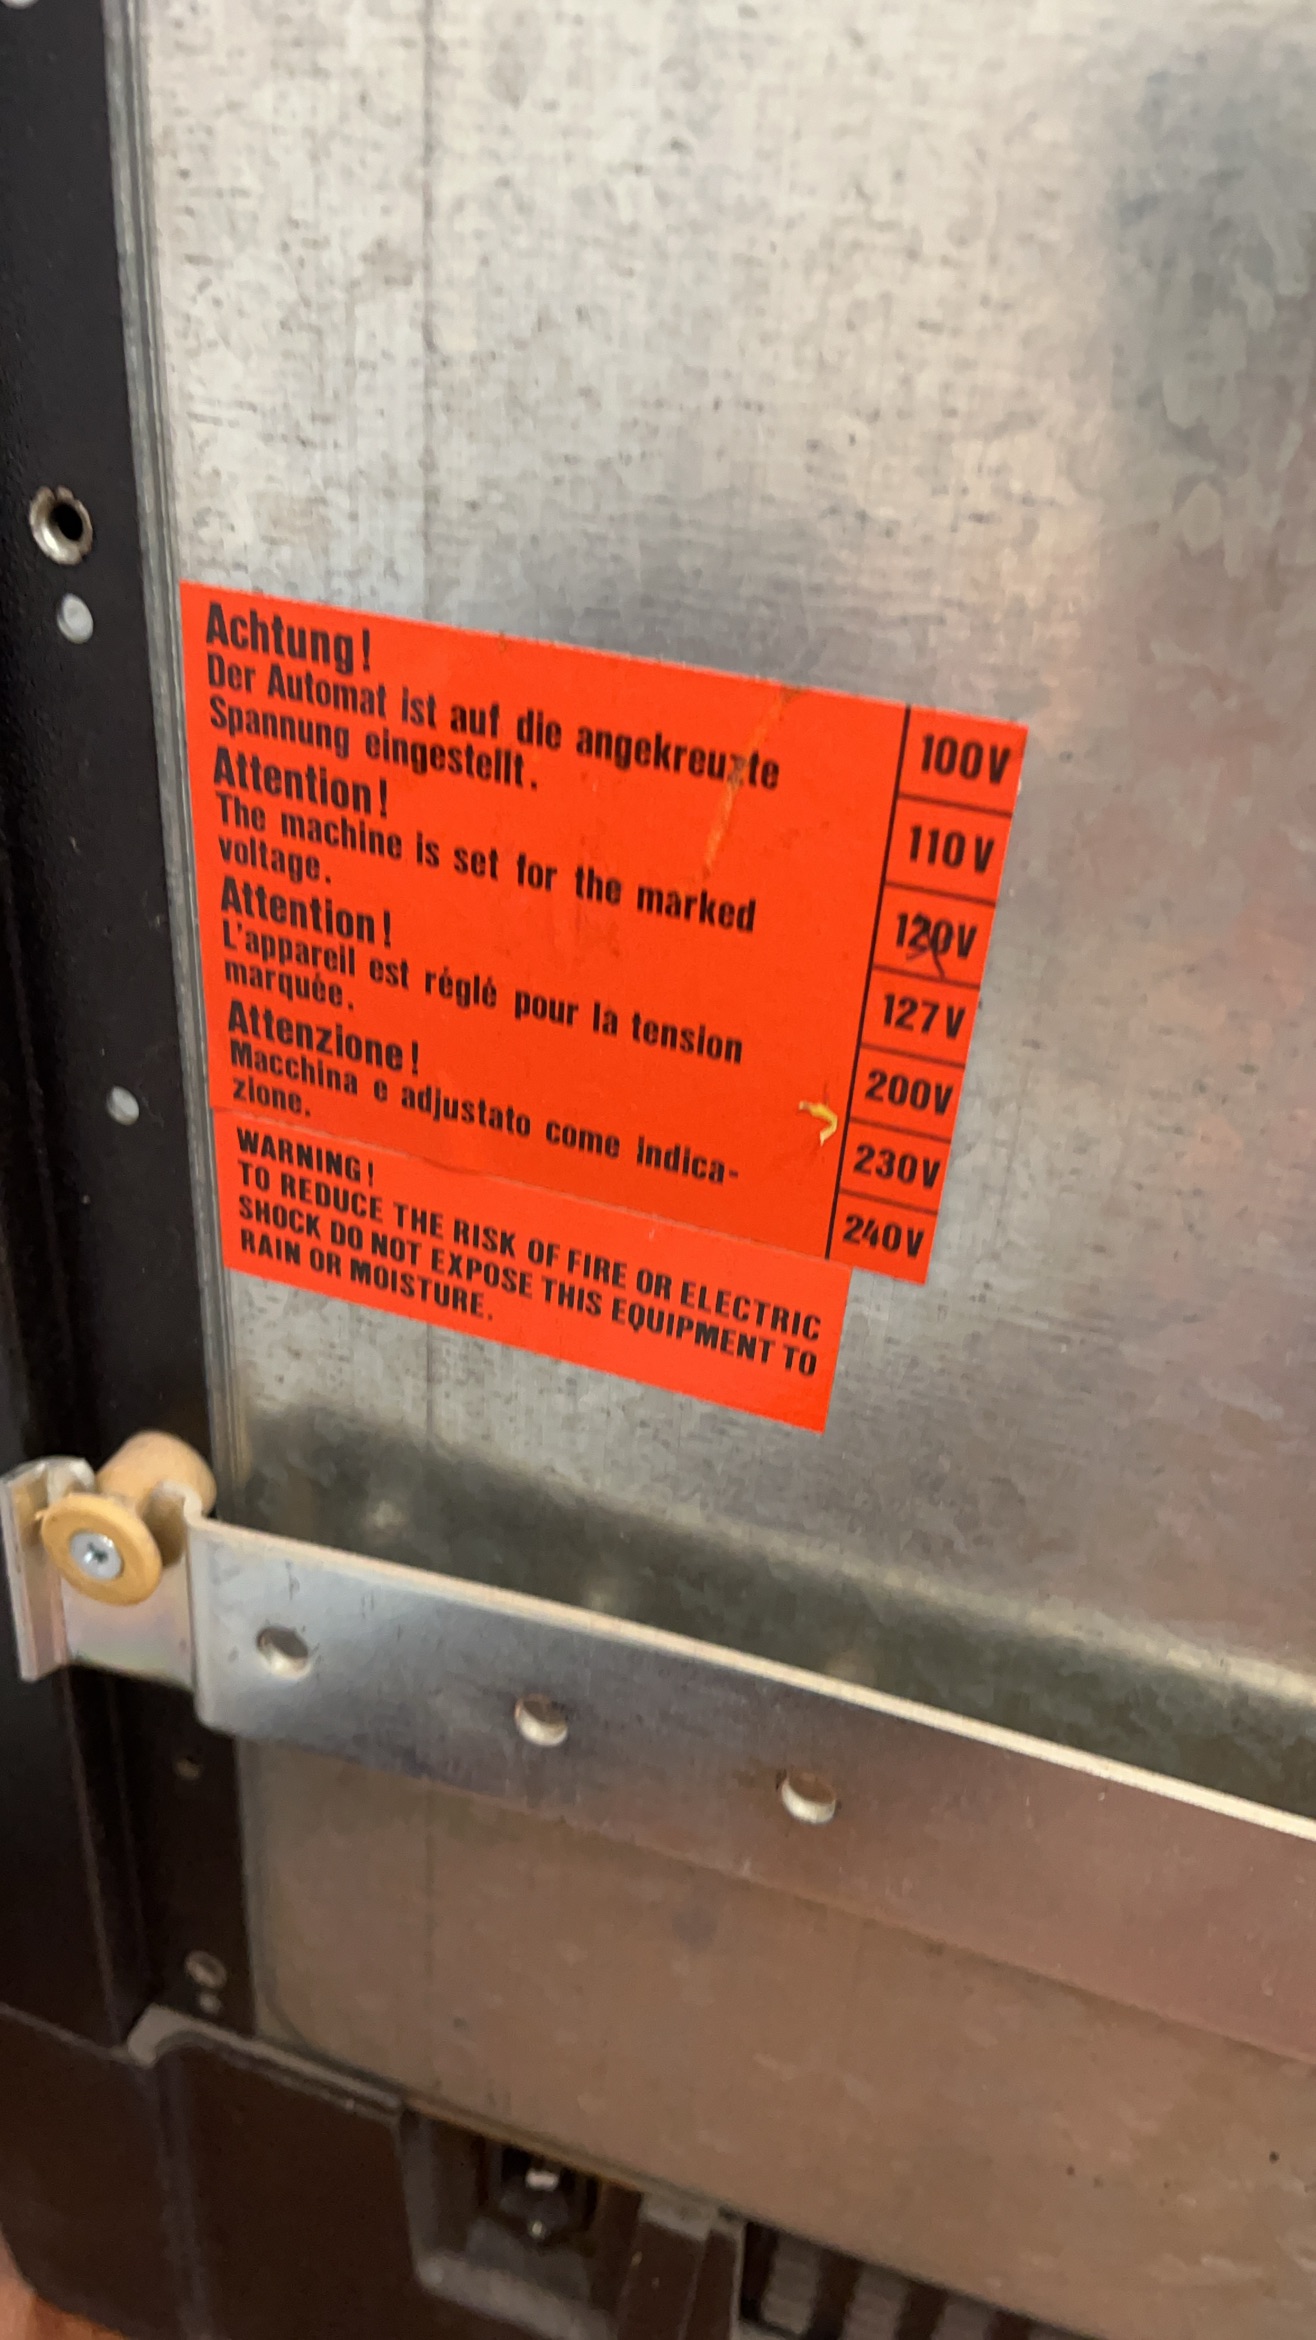 Achtung!
Der Automat ist auf die angekreuzte
Spannung eingestellt.
Attention!
The machine is set for the marked
voltage.
Attention!
L'appareil est réglé pour la tension
marquée.
Attenzione!
Macchina e adjustato come indica-
zione.
100V
110V
120V
127V
200V
230V
240V
WARNING!
TO REDUCE THE RISK OF FIRE OR ELECTRIC
SHOCK DO NOT EXPOSE THIS EQUIPMENT TO
RAIN OR MOISTURE.